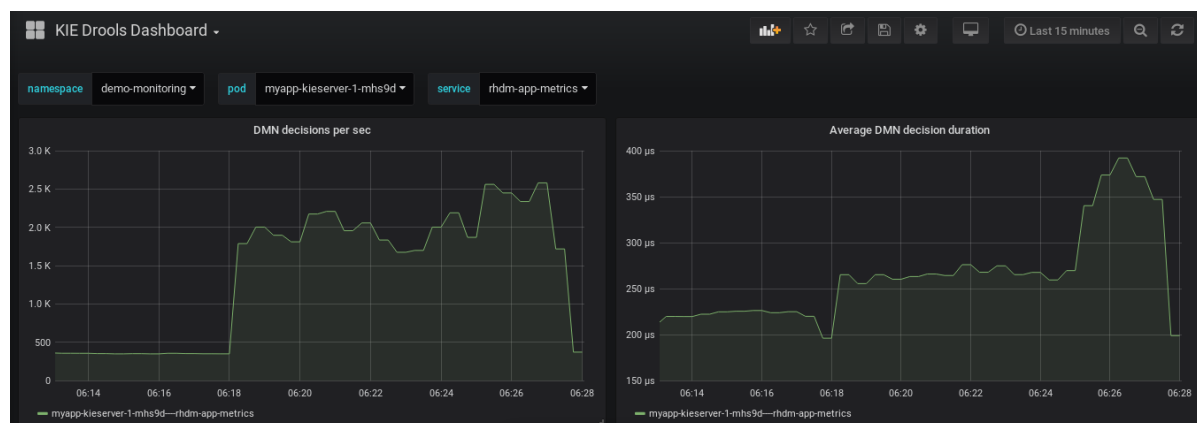 KIE Drools Dashboard
Last 15 minutes
namespace demo-monitoring pod myapp-kieserver-1-mhs9d service rhdm-app-metrics
DMN decisions per sec
3.0 K
2.5 K
2.0 K
1.5 K
1.0 K
500
0
06:14 06:16 06:18 06:20 06:22 06:24 06:26 06:28
myapp-kieserver-1-mhs9d—rhdm-app-metrics
Average DMN decision duration
400 µs
350 µs
300 µs
250 µs
200 µs
150 µs
06:14 06:16 06:18 06:20 06:22 06:24 06:26 06:28
myapp-kieserver-1-mhs9d—rhdm-app-metrics